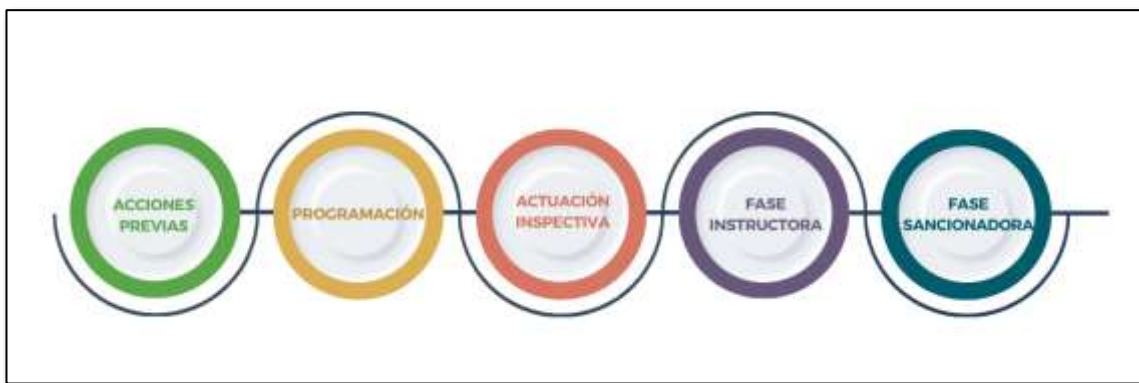 ACCIONES
PREVIAS
PROGRAMACIÓN
ACTUACIÓN
INSPECTIVA
FASE
INSTRUCTORA
FASE
SANCIONADORA